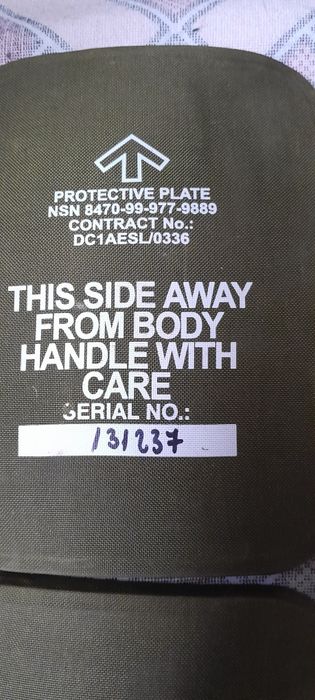 PROTECTIVE PLATE
NSN 8470-99-977-9889
CONTRACT No.:
DC1AESL/0336
THIS SIDE AWAY
FROM BODY
HANDLE WITH
CARE
SERIAL NO.:
131237